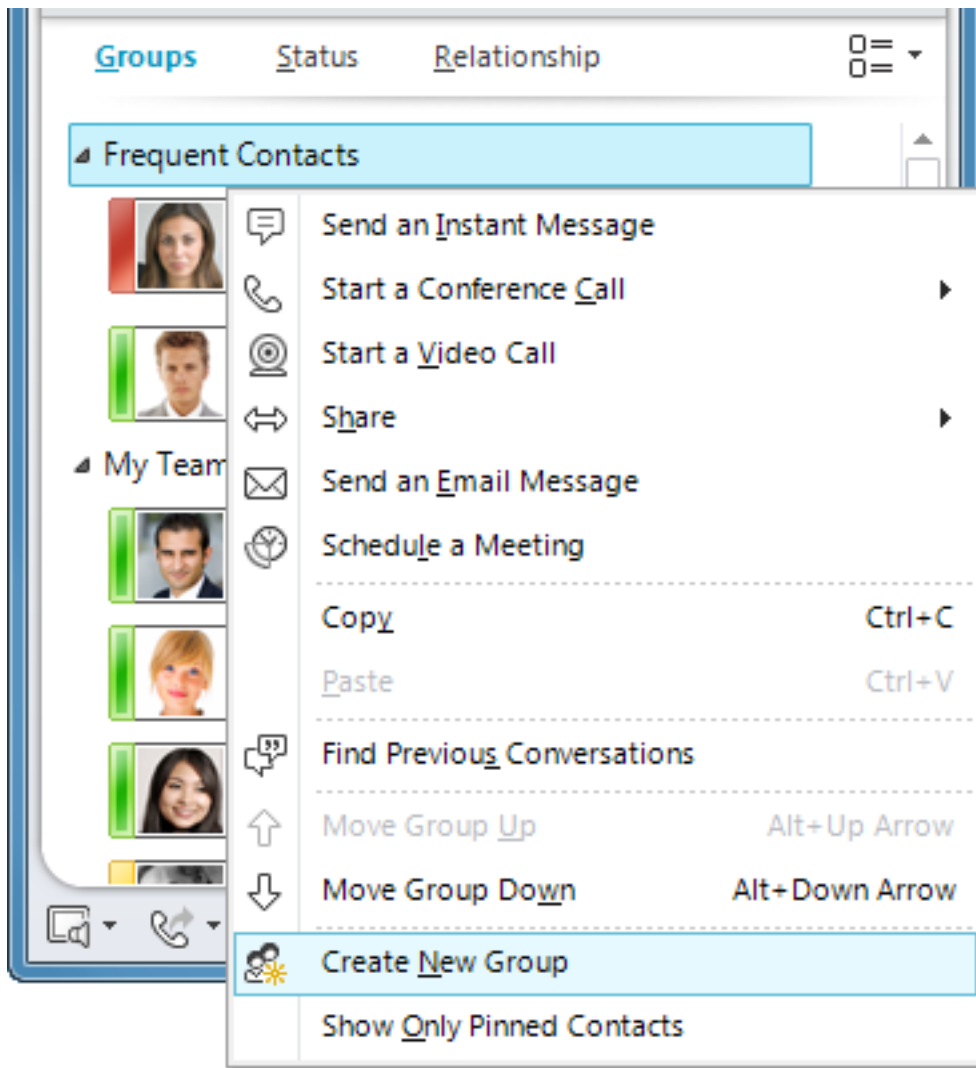 Groups Status Relationship
Frequent Contacts
Send an Instant Message
Start a Conference Call
Start a Video Call
Share
My Team
Send an Email Message
Schedule a Meeting
Copy Ctrl+C
Paste Ctrl+V
Find Previous Conversations
Move Group Up Alt+Up Arrow
Move Group Down Alt+Down Arrow
Create New Group
Show Only Pinned Contacts